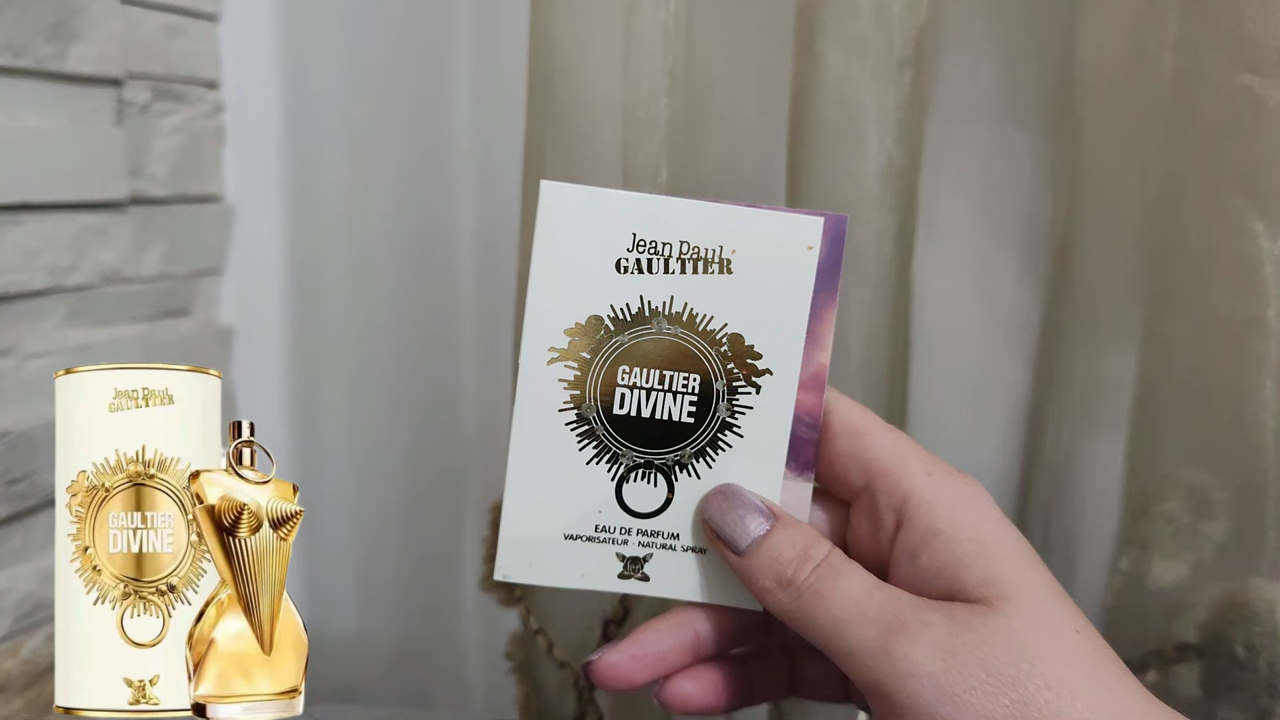 Jean Paul
GAULTIER
GAULTIER
DIVINE
EAU DE PARFUM
VAPORISATEUR - NATURAL SPRAY
Jean Paul
GAULTIER
GAULTIER
DIVINE